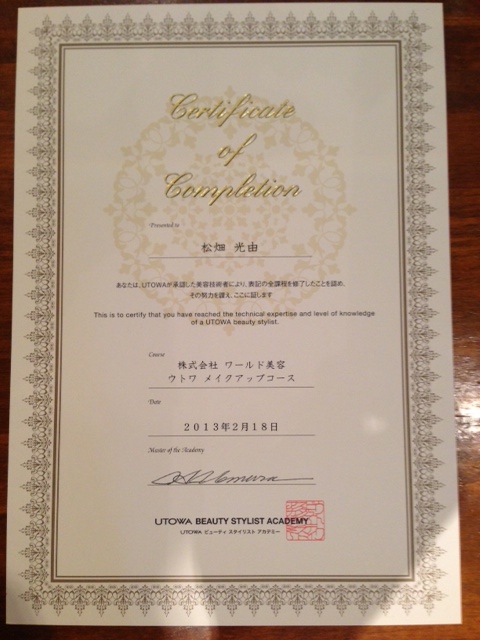 Certificate
of
Completion
Presented to
松畑 光由
あなたは、UTOWAが承認した美容技術者により、表記の全課程を修了したことを認め、
その努力を讃え、ここに証します
This is to certify that you have reached the technical expertise and level of knowledge
of a UTOWA beauty stylist.
Course
株式会社 ワールド美容
ウトワ メイクアップコース
Date
2013年2月18日
Master of the Academy
UTOWA BEAUTY STYLIST ACADEMY
UTOWA ビューティ スタイリスト アカデミー